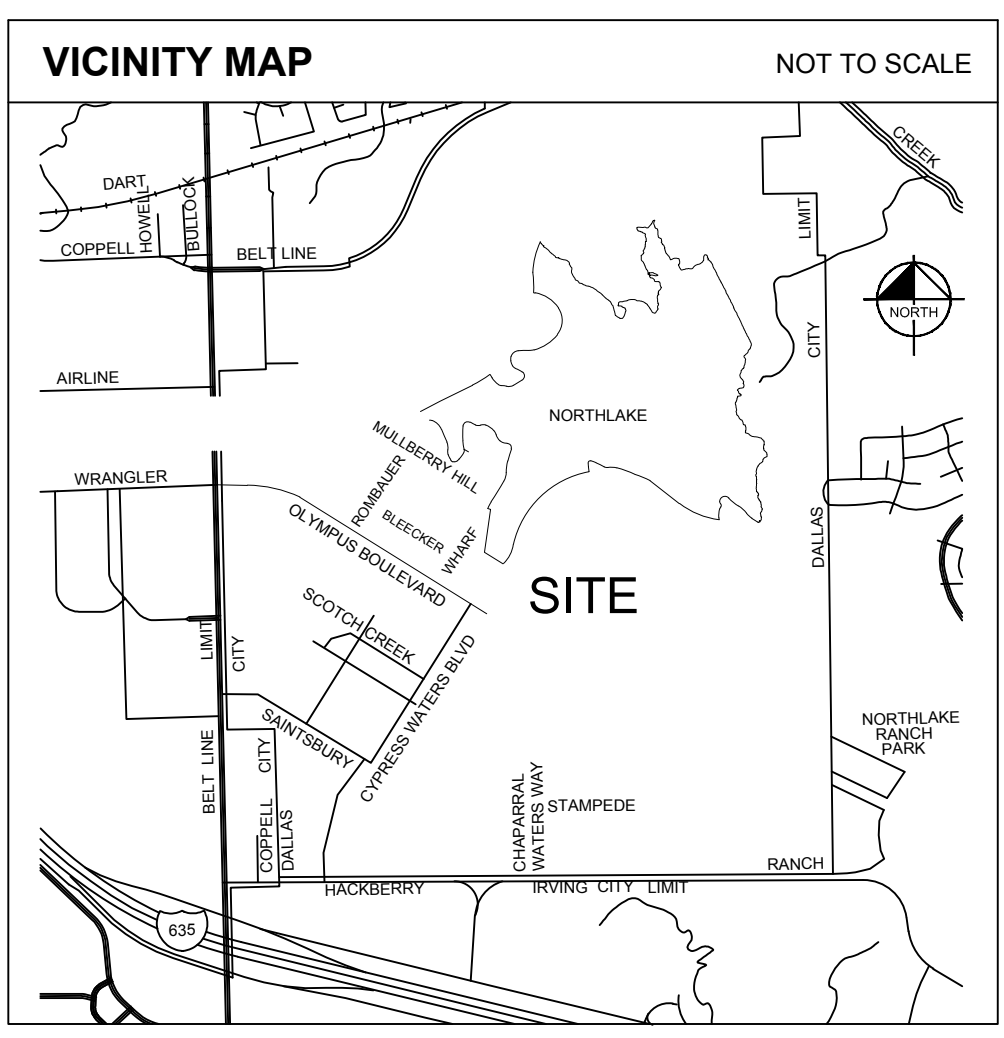 VICINITY MAP
NOT TO SCALE
CREEK
DART
HOWELL
BULLOCK
LIMIT
COPPELL
BELT LINE
NORTH
CITY
AIRLINE
NORTHLAKE
MULLBERRY HILL
WRANGLER
ROMBAUER
BLEECKER
WHARF
OLYMPUS BOULEVARD
DALLAS
SITE
SCOTCH CREEK
LIMIT
CITY
CYPRESS WATERS BLVD
SAINTSBURY
NORTHLAKE
RANCH
PARK
BELT LINE
CITY
COPPELL
DALLAS
CHAPARRAL
WATERS WAY
STAMPEDE
RANCH
HACKBERRY
IRVING CITY LIMIT
635